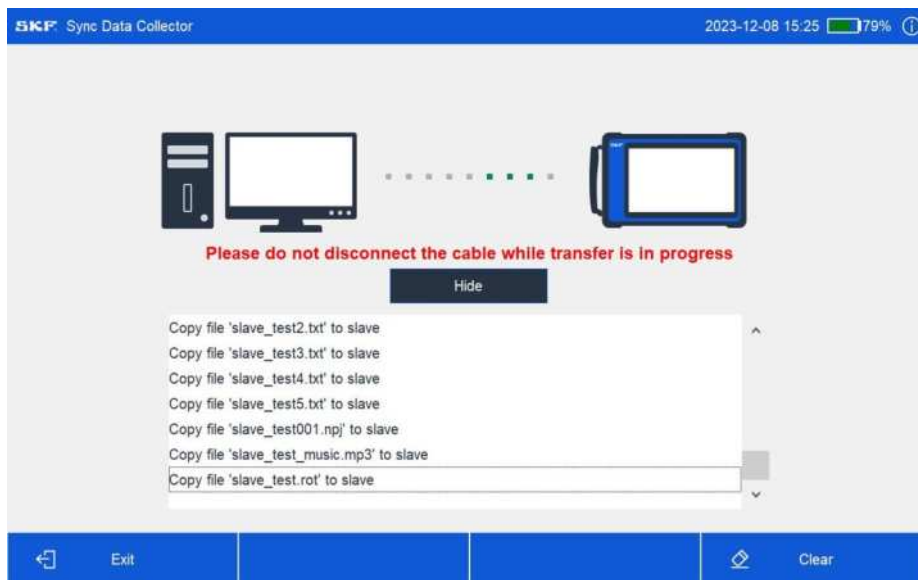 SKF. Sync Data Collector
2023-12-08 15:25 79%
SKF
Please do not disconnect the cable while transfer is in progress
Hide
Copy file 'slave_test2.txt' to slave
Copy file 'slave_test3.txt' to slave
Copy file 'slave_test4.txt' to slave
Copy file 'slave_test5.txt' to slave
Copy file 'slave_test001.npj' to slave
Copy file 'slave_test_music.mp3' to slave
Copy file 'slave_test.rot' to slave
Exit
Clear